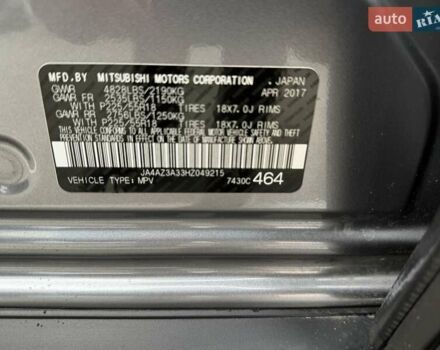 AUTO RIA
MFD.BY MITSUBISHI MOTORS CORPORATION , JAPAN
GVWR 4828LBS/2190KG APR 2017
GAWR FR 2535LBS/1150KG
WITH P225/55R18 TIRES 18X7.0J RIMS
GAWR RR 2756LBS/1250KG
WITH P225/55R18 TIRES 18X7.0J RIMS
THIS VEHICLE CONFORMS TO ALL APPLICABLE FEDERAL MOTOR VEHICLE SAFETY AND THEFT PREVENTION STANDARDS IN EFFECT ON THE DATE OF MANUFACTURE SHOWN ABOVE.
JA4AZ3A33HZ049215
VEHICLE TYPE: MPV 7430C 464